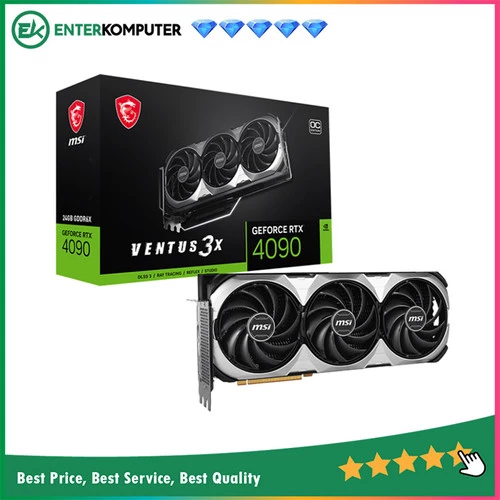 EK ENTERKOMPUTER
msi
OC
EDITION
24GB GDDR6X
GEFORCE RTX
4090
VENTUS 3X
GEFORCE RTX
4090
DLSS 3 / RAY TRACING / REFLEX / STUDIO
msi
msi
msi
Best Price, Best Service, Best Quality